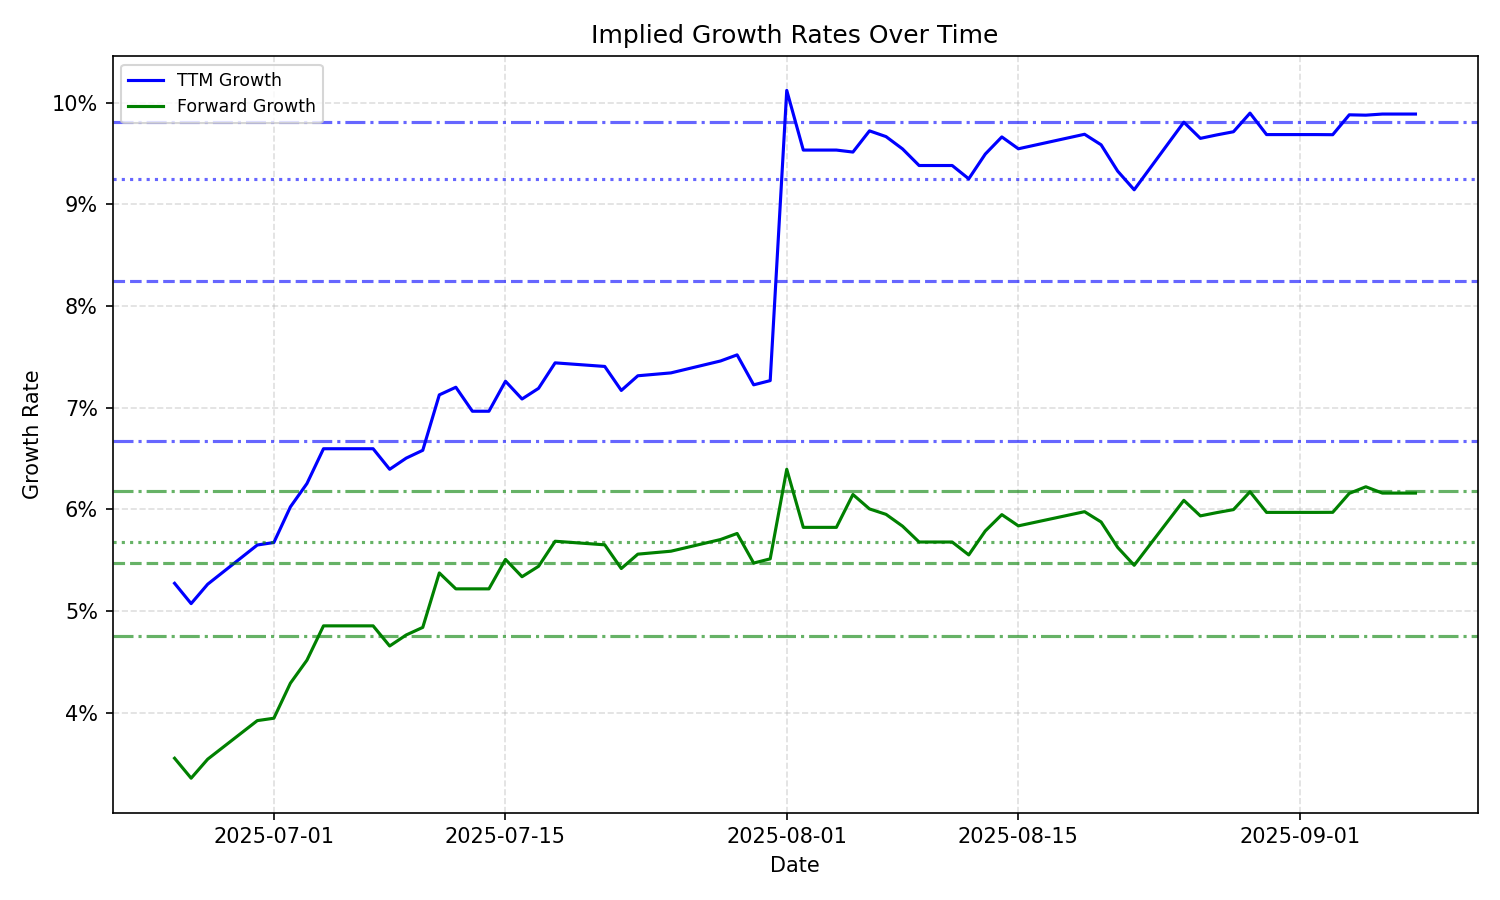 Implied Growth Rates Over Time
TTM Growth
Forward Growth
10%
9%
8%
7%
6%
5%
4%
Growth Rate
2025-07-01
2025-07-15
2025-08-01
2025-08-15
2025-09-01
Date